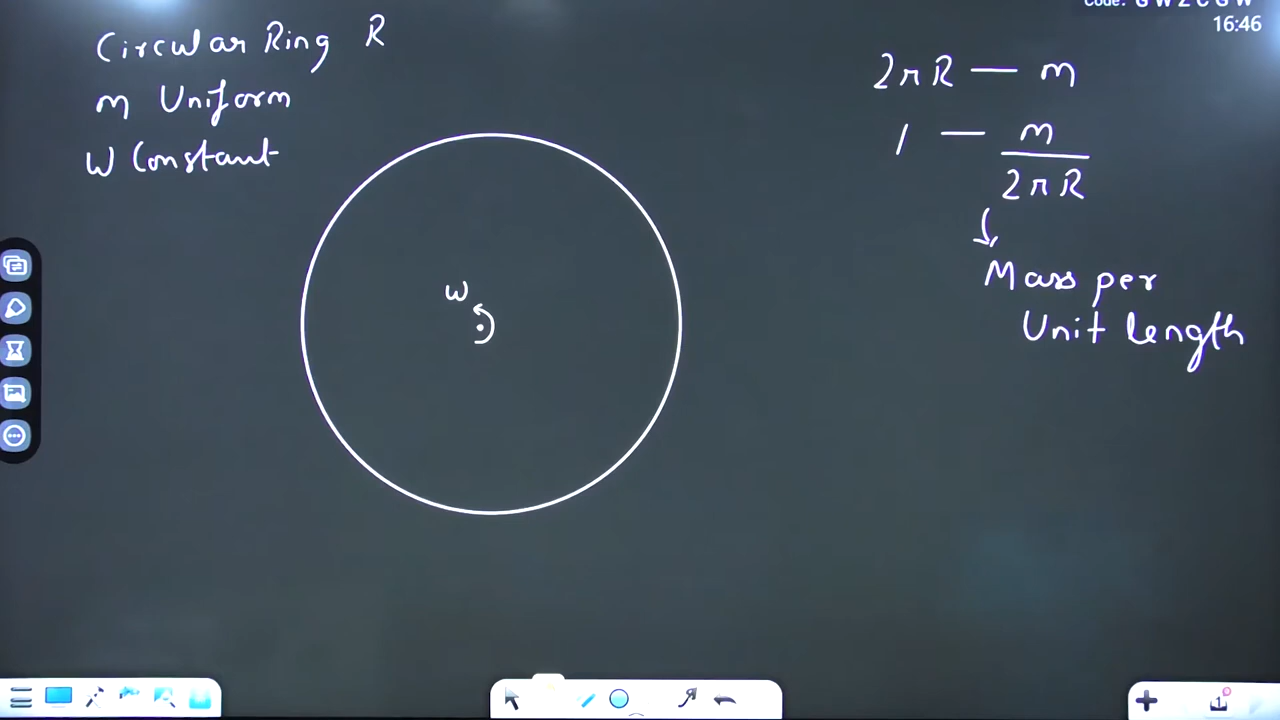 Circular Ring R
m Uniform
W Constant
ω
2πR — m
1 — m
2πR
↓
Mass per
Unit length
16:46